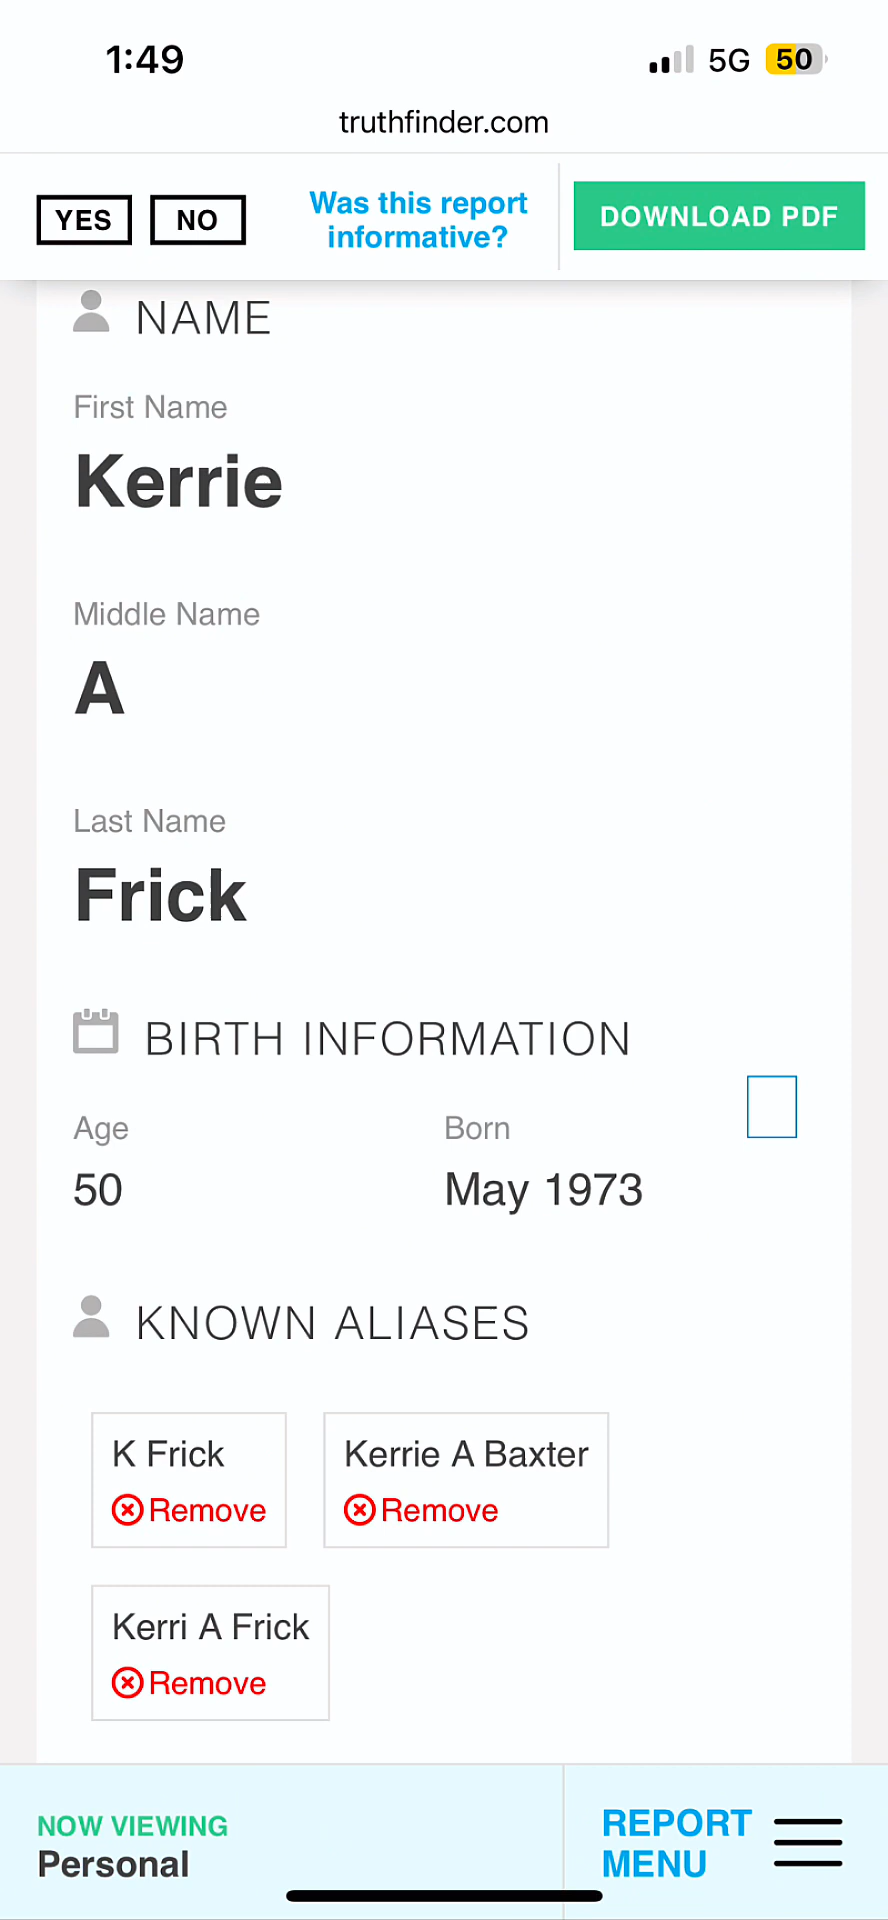 1:49
5G 50
truthfinder.com
YES NO Was this report informative? DOWNLOAD PDF
NAME
First Name
Kerrie
Middle Name
A
Last Name
Frick
BIRTH INFORMATION
Age Born
50 May 1973
KNOWN ALIASES
K Frick Kerrie A Baxter
Remove Remove
Kerri A Frick
Remove
NOW VIEWING
Personal
REPORT
MENU